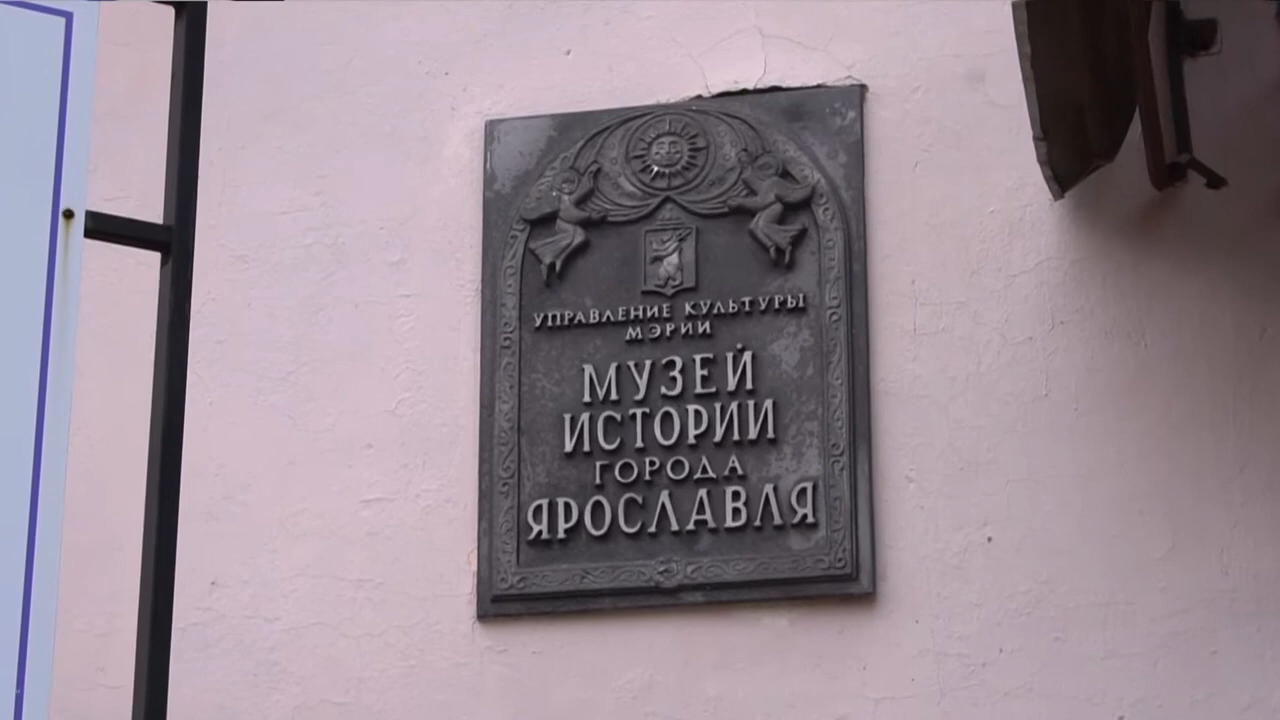 УПРАВЛЕНИЕ КУЛЬТУРЫ
МЭРИИ
МУЗЕЙ
ИСТОРИИ
ГОРОДА
ЯРОСЛАВЛЯ